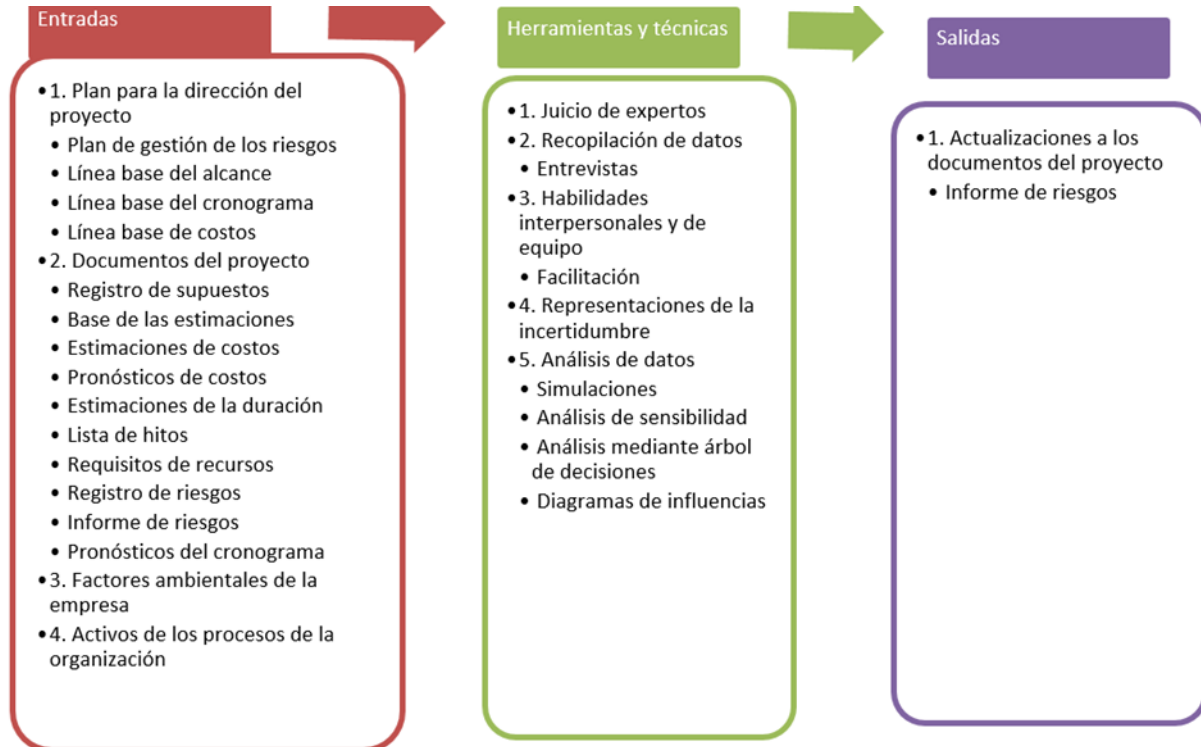 Entradas
• 1. Plan para la dirección del
proyecto
• Plan de gestión de los riesgos
• Línea base del alcance
• Línea base del cronograma
• Línea base de costos
• 2. Documentos del proyecto
• Registro de supuestos
• Base de las estimaciones
• Estimaciones de costos
• Pronósticos de costos
• Estimaciones de la duración
• Lista de hitos
• Requisitos de recursos
• Registro de riesgos
• Informe de riesgos
• Pronósticos del cronograma
• 3. Factores ambientales de la
empresa
• 4. Activos de los procesos de la
organización
Herramientas y técnicas
• 1. Juicio de expertos
• 2. Recopilación de datos
• Entrevistas
• 3. Habilidades
interpersonales y de
equipo
• Facilitación
• 4. Representaciones de la
incertidumbre
• 5. Análisis de datos
• Simulaciones
• Análisis de sensibilidad
• Análisis mediante árbol
de decisiones
• Diagramas de influencias
Salidas
• 1. Actualizaciones a los
documentos del proyecto
• Informe de riesgos